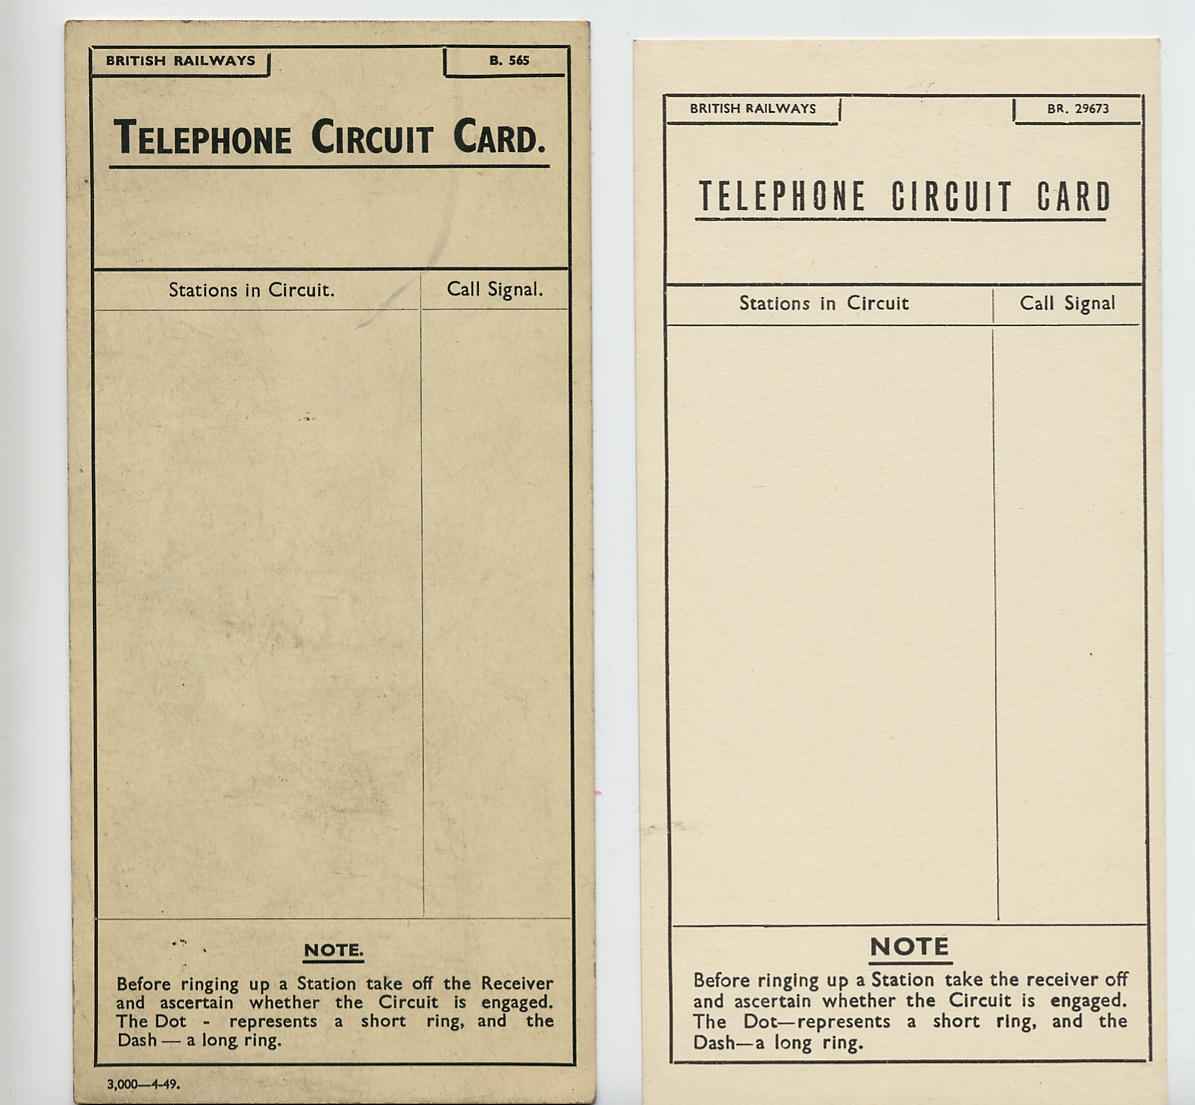 BRITISH RAILWAYS
B. 565
TELEPHONE CIRCUIT CARD.
Stations in Circuit.
Call Signal.
NOTE.
Before ringing up a Station take off the Receiver
and ascertain whether the Circuit is engaged.
The Dot - represents a short ring, and the
Dash — a long ring.
3,000—4-49.
BRITISH RAILWAYS
BR. 29673
TELEPHONE CIRCUIT CARD
Stations in Circuit
Call Signal
NOTE
Before ringing up a Station take the receiver off
and ascertain whether the Circuit is engaged.
The Dot—represents a short ring, and the
Dash—a long ring.